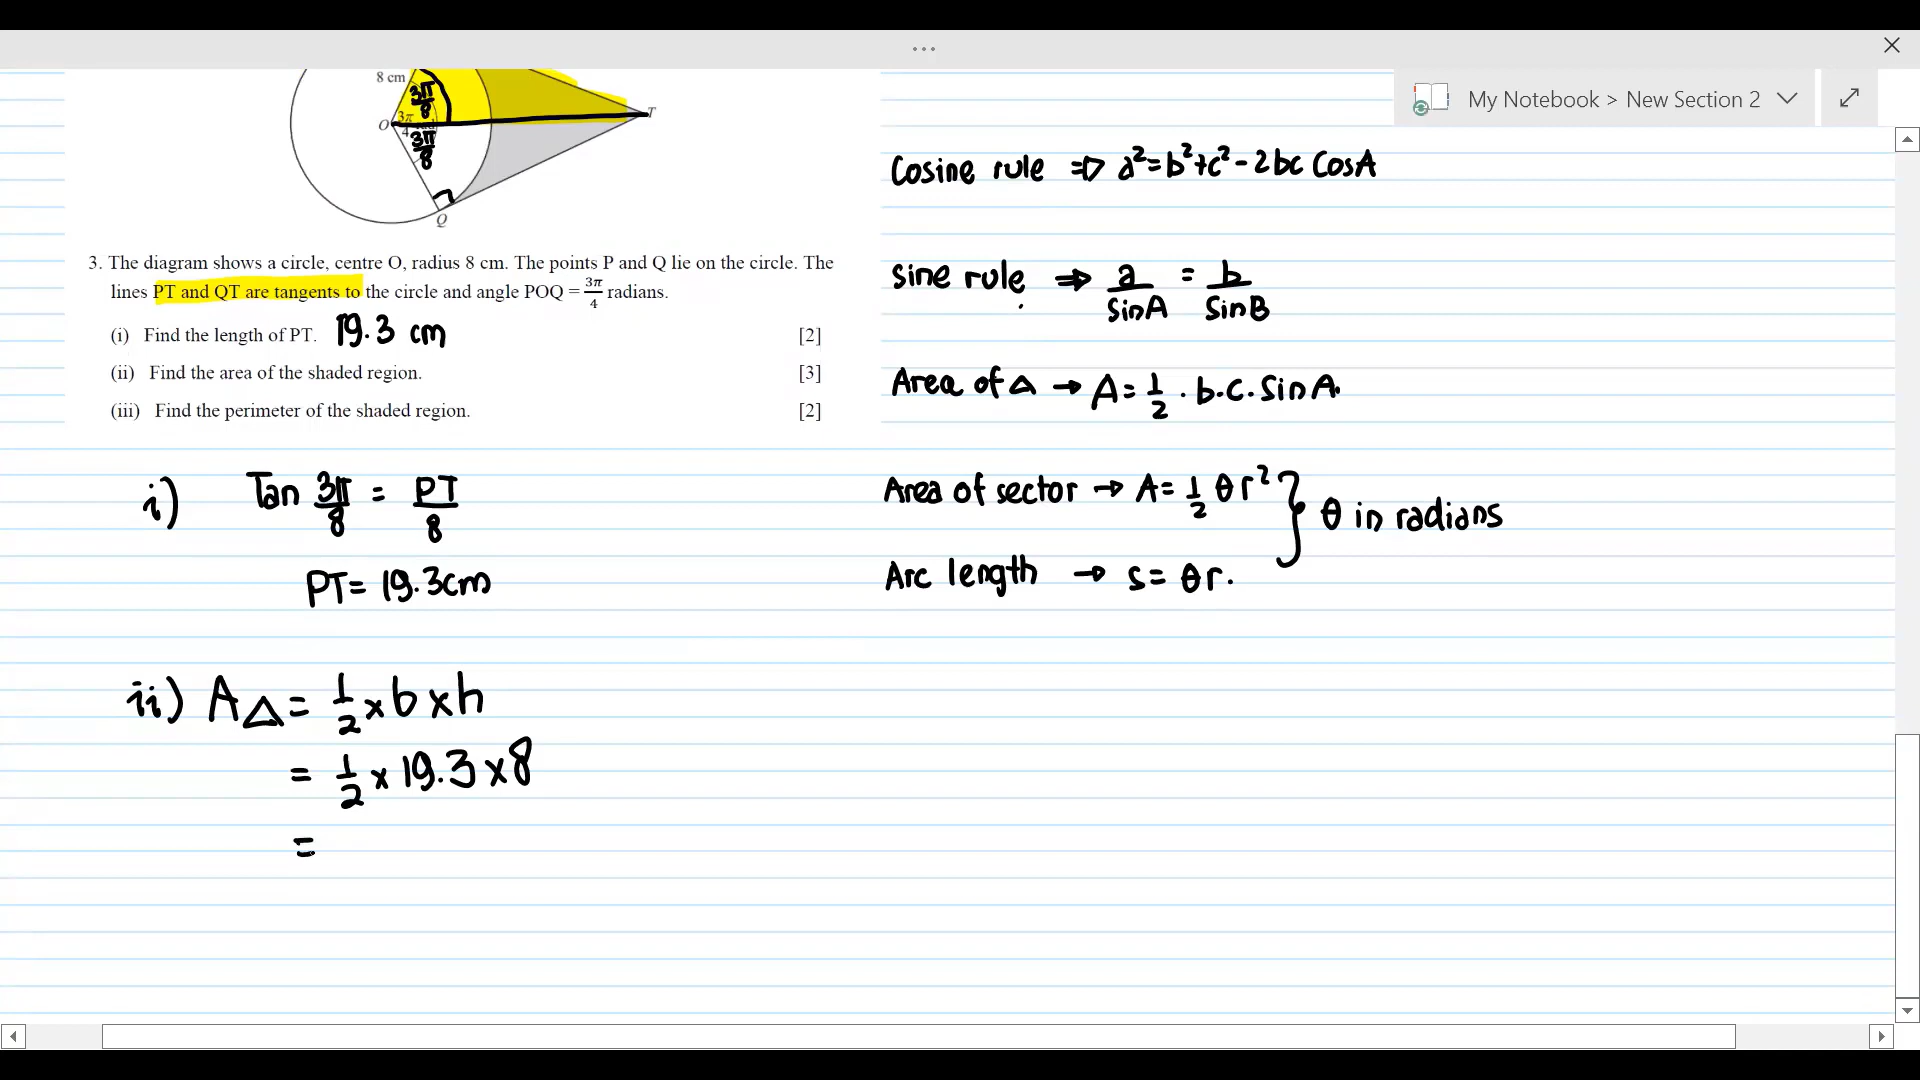 My Notebook > New Section 2
8 cm
3π/8
O
3π/4
3π/8
T
Q
3. The diagram shows a circle, centre O, radius 8 cm. The points P and Q lie on the circle. The
lines PT and QT are tangents to the circle and angle POQ = 3π/4 radians.
(i) Find the length of PT. 19.3 cm [2]
(ii) Find the area of the shaded region. [3]
(iii) Find the perimeter of the shaded region. [2]
i) Tan 3π/8 = PT/8
PT = 19.3cm
ii) A△ = 1/2 × b × h
= 1/2 × 19.3 × 8
=
Cosine rule ⇒ a² = b² + c² - 2bc CosA
Sine rule ⇒ a/SinA = b/SinB
Area of △ → A = 1/2 . b.c. Sin A.
Area of sector → A = 1/2 θ r² } θ in radians
Arc length → s = θr.